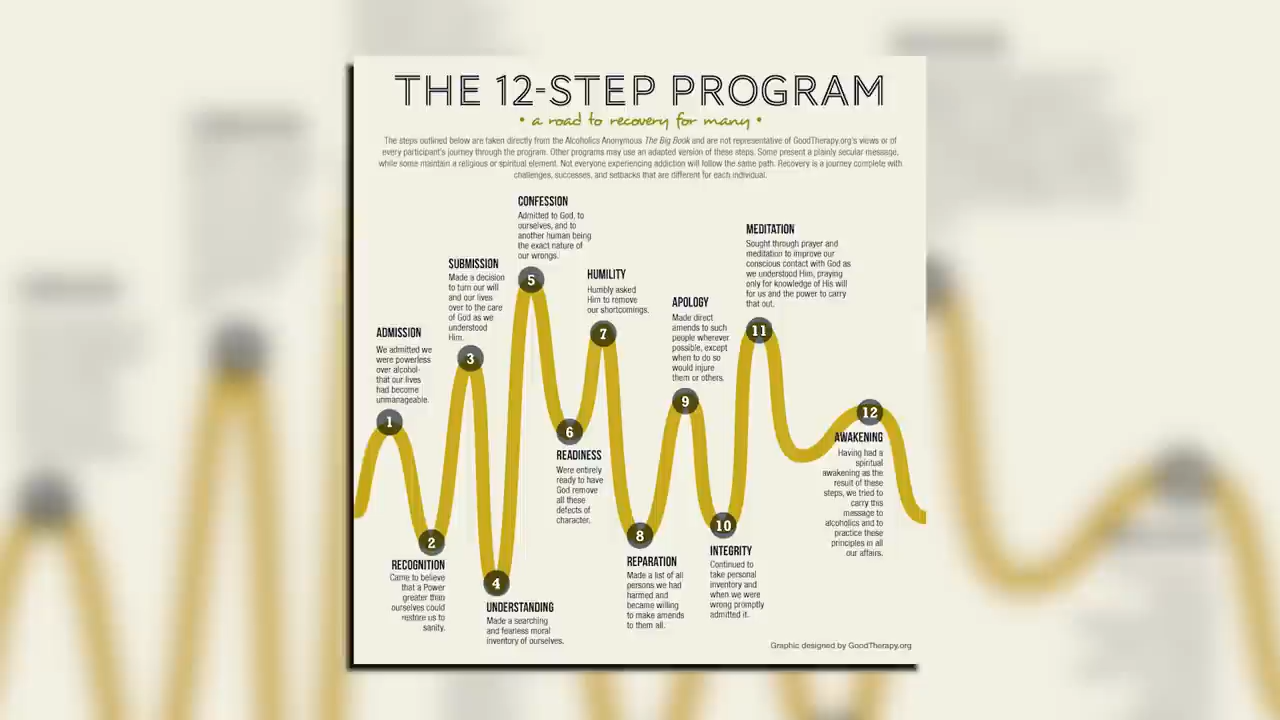 THE 12-STEP PROGRAM
• a road to recovery for many •
The steps outlined below are taken directly from the Alcoholics Anonymous The Big Book and are not representative of GoodTherapy.org's views or of
every participant's journey through the program. Other programs may use an adapted version of these steps. Some present a plainly secular message,
while some maintain a religious or spiritual element. Not everyone experiencing addiction will follow the same path. Recovery is a journey complete with
challenges, successes, and setbacks that are different for each individual.
1
ADMISSION
We admitted we
were powerless
over alcohol-
that our lives
had become
unmanageable.
2
RECOGNITION
Came to believe
that a Power
greater than
ourselves could
restore us to
sanity.
3
SUBMISSION
Made a decision
to turn our will
and our lives
over to the care
of God as we
understood
Him.
4
UNDERSTANDING
Made a searching
and fearless moral
inventory of ourselves.
5
CONFESSION
Admitted to God, to
ourselves, and to
another human being
the exact nature of
our wrongs.
6
READINESS
Were entirely
ready to have
God remove
all these
defects of
character.
7
HUMILITY
Humbly asked
Him to remove
our shortcomings.
8
REPARATION
Made a list of all
persons we had
harmed and
became willing
to make amends
to them all.
9
APOLOGY
Made direct
amends to such
people wherever
possible, except
when to do so
would injure
them or others.
10
INTEGRITY
Continued to
take personal
inventory and
when we were
wrong promptly
admitted it.
11
MEDITATION
Sought through prayer and
meditation to improve our
conscious contact with God as
we understood Him, praying
only for knowledge of His will
for us and the power to carry
that out.
12
AWAKENING
Having had a
spiritual
awakening as the
result of these
steps, we tried to
carry this
message to
alcoholics and to
practice these
principles in all
our affairs.
Graphic designed by GoodTherapy.org